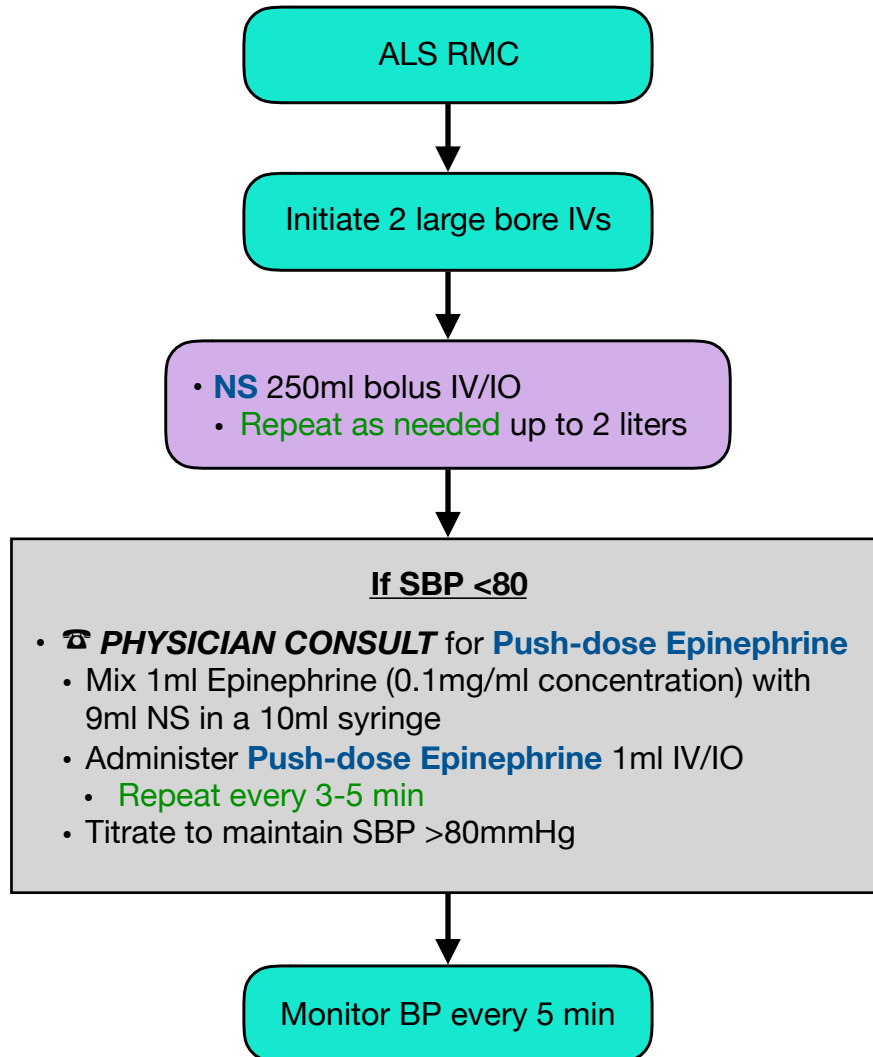 ALS RMC
Initiate 2 large bore IVs
• NS 250ml bolus IV/IO
• Repeat as needed up to 2 liters
If SBP <80
• ☎ PHYSICIAN CONSULT for Push-dose Epinephrine
• Mix 1ml Epinephrine (0.1mg/ml concentration) with
9ml NS in a 10ml syringe
• Administer Push-dose Epinephrine 1ml IV/IO
• Repeat every 3-5 min
• Titrate to maintain SBP >80mmHg
Monitor BP every 5 min